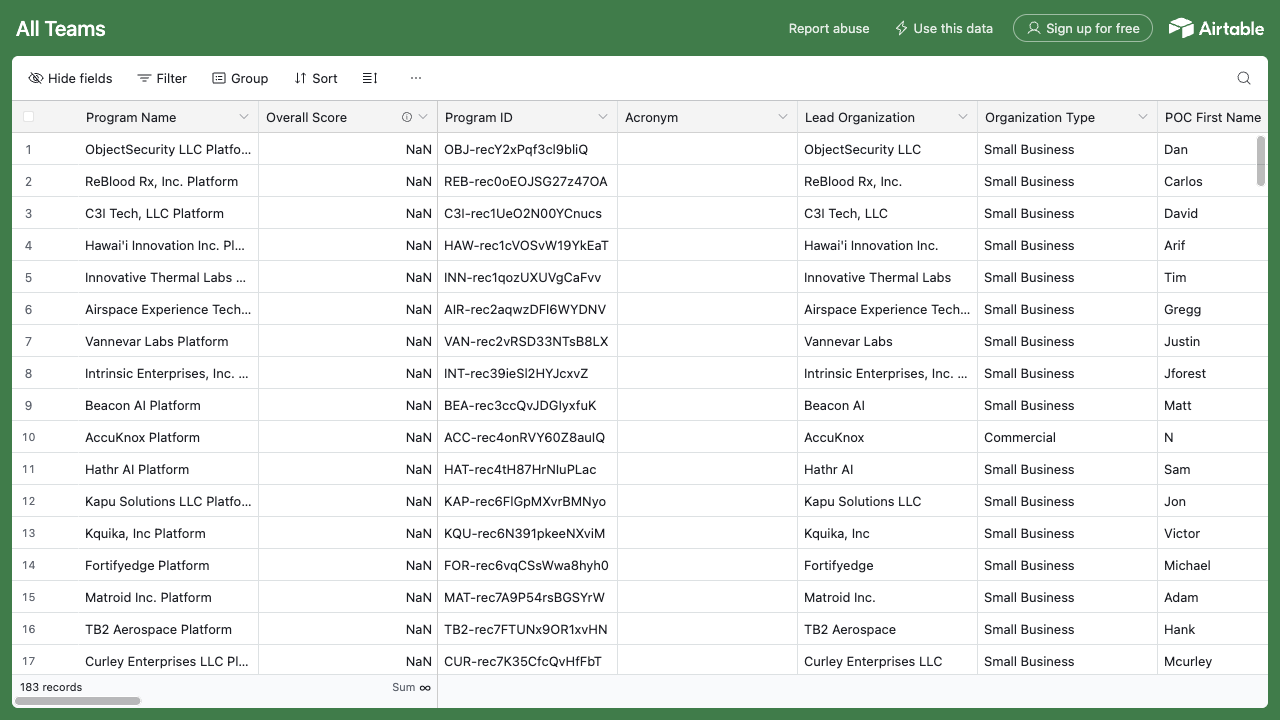 All Teams
Report abuse
Use this data
Sign up for free
Airtable
Hide fields
Filter
Group
Sort
...
Program Name Overall Score Program ID Acronym Lead Organization Organization Type POC First Name
1 ObjectSecurity LLC Platfo... NaN OBJ-recY2xPqf3cl9bliQ ObjectSecurity LLC Small Business Dan
2 ReBlood Rx, Inc. Platform NaN REB-rec0oEOJSG27z47OA ReBlood Rx, Inc. Small Business Carlos
3 C3I Tech, LLC Platform NaN C3I-rec1UeO2N00YCnucs C3I Tech, LLC Small Business David
4 Hawai'i Innovation Inc. Pl... NaN HAW-rec1cVOSvW19YkEaT Hawai'i Innovation Inc. Small Business Arif
5 Innovative Thermal Labs ... NaN INN-rec1qozUXUVgCaFvv Innovative Thermal Labs Small Business Tim
6 Airspace Experience Tech... NaN AIR-rec2aqwzDFl6WYDNV Airspace Experience Tech... Small Business Gregg
7 Vannevar Labs Platform NaN VAN-rec2vRSD33NTsB8LX Vannevar Labs Small Business Justin
8 Intrinsic Enterprises, Inc. ... NaN INT-rec39ieSl2HYJcxvZ Intrinsic Enterprises, Inc. ... Small Business Jforest
9 Beacon AI Platform NaN BEA-rec3ccQvJDGlyxfuK Beacon AI Small Business Matt
10 AccuKnox Platform NaN ACC-rec4onRVY60Z8auIQ AccuKnox Commercial N
11 Hathr AI Platform NaN HAT-rec4tH87HrNluPLac Hathr AI Small Business Sam
12 Kapu Solutions LLC Platfo... NaN KAP-rec6FlGpMXvrBMNyo Kapu Solutions LLC Small Business Jon
13 Kquika, Inc Platform NaN KQU-rec6N391pkeeNXviM Kquika, Inc Small Business Victor
14 Fortifyedge Platform NaN FOR-rec6vqCSsWwa8hyh0 Fortifyedge Small Business Michael
15 Matroid Inc. Platform NaN MAT-rec7A9P54rsBGSYrW Matroid Inc. Small Business Adam
16 TB2 Aerospace Platform NaN TB2-rec7FTUNx9OR1xvHN TB2 Aerospace Small Business Hank
17 Curley Enterprises LLC Pl... NaN CUR-rec7K35CfcQvHfFbT Curley Enterprises LLC Small Business Mcurley
183 records Sum ∞